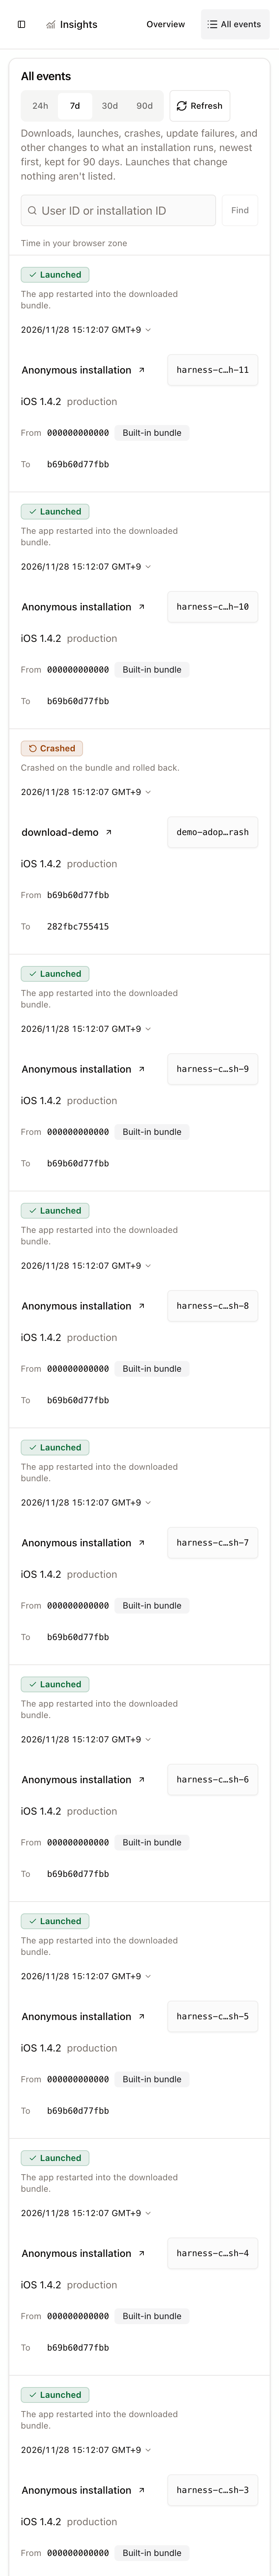 Insights Overview All events
All events
24h 7d 30d 90d Refresh
Downloads, launches, crashes, update failures, and
other changes to what an installation runs, newest
first, kept for 90 days. Launches that change
nothing aren't listed.
User ID or installation ID Find
Time in your browser zone
Launched
The app restarted into the downloaded
bundle.
2026/11/28 15:12:07 GMT+9
Anonymous installation harness-c…h-11
iOS 1.4.2 production
From 000000000000 Built-in bundle
To b69b60d77fbb
Launched
The app restarted into the downloaded
bundle.
2026/11/28 15:12:07 GMT+9
Anonymous installation harness-c…h-10
iOS 1.4.2 production
From 000000000000 Built-in bundle
To b69b60d77fbb
Crashed
Crashed on the bundle and rolled back.
2026/11/28 15:12:07 GMT+9
download-demo demo-adop…rash
iOS 1.4.2 production
From b69b60d77fbb
To 282fbc755415
Launched
The app restarted into the downloaded
bundle.
2026/11/28 15:12:07 GMT+9
Anonymous installation harness-c…sh-9
iOS 1.4.2 production
From 000000000000 Built-in bundle
To b69b60d77fbb
Launched
The app restarted into the downloaded
bundle.
2026/11/28 15:12:07 GMT+9
Anonymous installation harness-c…sh-8
iOS 1.4.2 production
From 000000000000 Built-in bundle
To b69b60d77fbb
Launched
The app restarted into the downloaded
bundle.
2026/11/28 15:12:07 GMT+9
Anonymous installation harness-c…sh-7
iOS 1.4.2 production
From 000000000000 Built-in bundle
To b69b60d77fbb
Launched
The app restarted into the downloaded
bundle.
2026/11/28 15:12:07 GMT+9
Anonymous installation harness-c…sh-6
iOS 1.4.2 production
From 000000000000 Built-in bundle
To b69b60d77fbb
Launched
The app restarted into the downloaded
bundle.
2026/11/28 15:12:07 GMT+9
Anonymous installation harness-c…sh-5
iOS 1.4.2 production
From 000000000000 Built-in bundle
To b69b60d77fbb
Launched
The app restarted into the downloaded
bundle.
2026/11/28 15:12:07 GMT+9
Anonymous installation harness-c…sh-4
iOS 1.4.2 production
From 000000000000 Built-in bundle
To b69b60d77fbb
Launched
The app restarted into the downloaded
bundle.
2026/11/28 15:12:07 GMT+9
Anonymous installation harness-c…sh-3
iOS 1.4.2 production
From 000000000000 Built-in bundle